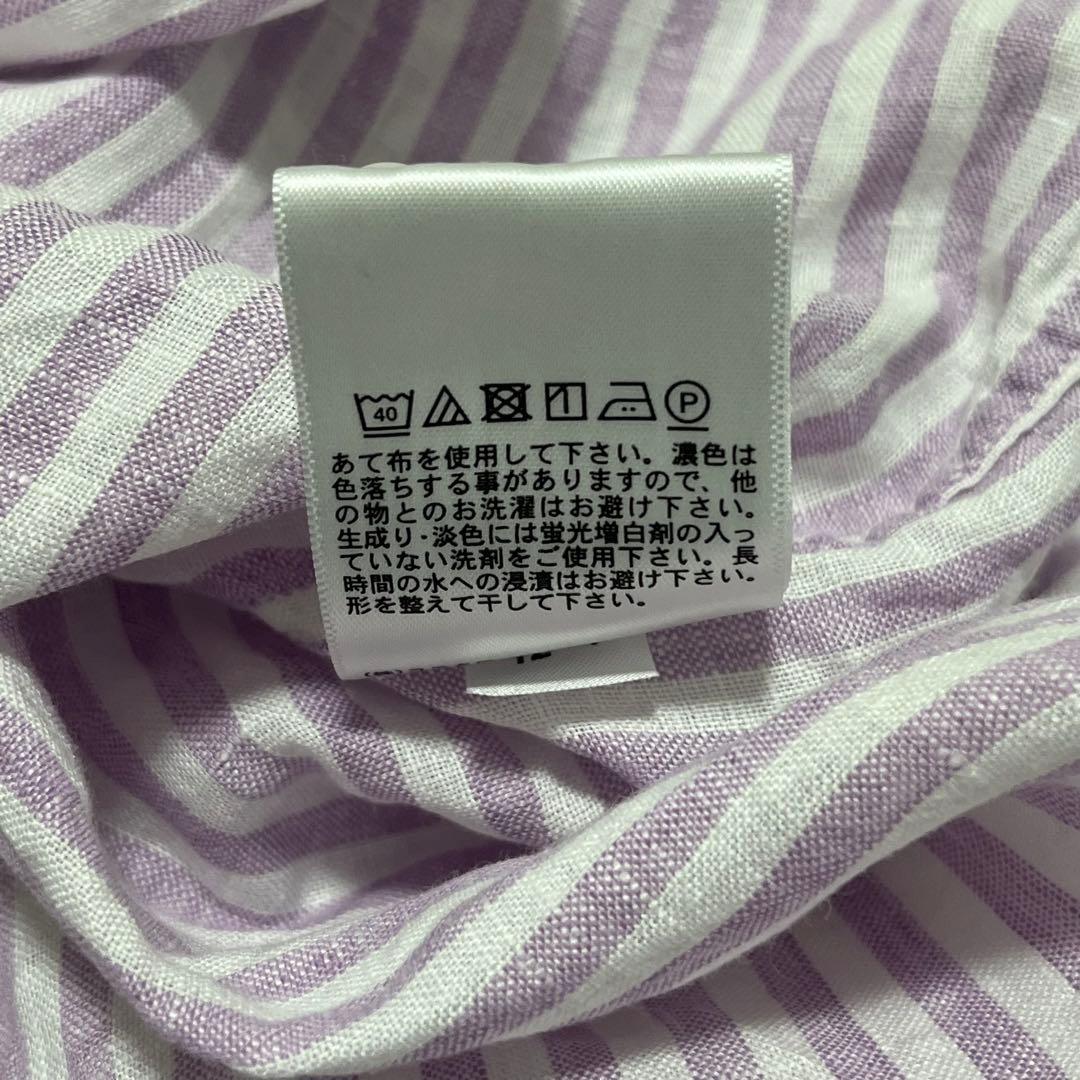 40 P
あて布を使用して下さい。濃色は
色落ちする事がありますので、他
の物とのお洗濯はお避け下さい。
生成り・淡色には蛍光増白剤の入っ
ていない洗剤をご使用下さい。長
時間の水への浸漬はお避け下さい。
形を整えて干して下さい。